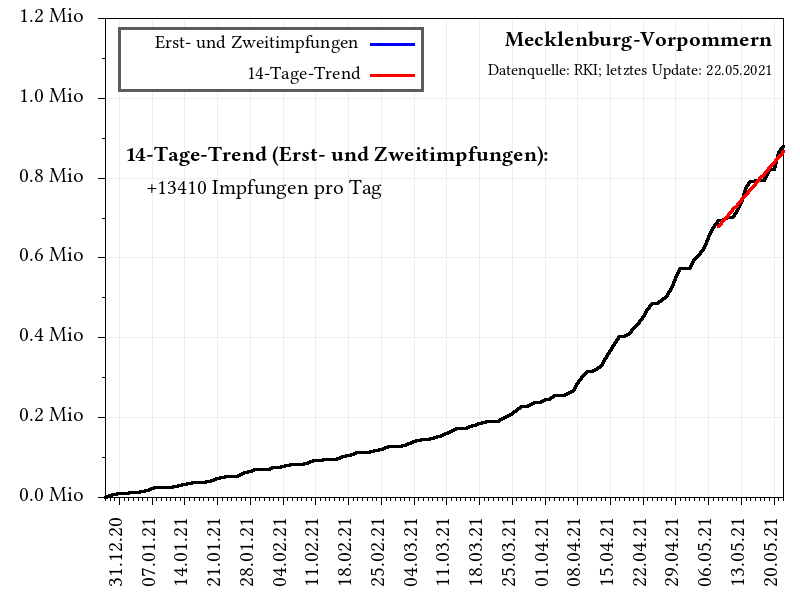 1.2 Mio
1.0 Mio
0.8 Mio
0.6 Mio
0.4 Mio
0.2 Mio
0.0 Mio
Erst- und Zweitimpfungen
14-Tage-Trend
Mecklenburg-Vorpommern
Datenquelle: RKI; letztes Update: 22.05.2021
14-Tage-Trend (Erst- und Zweitimpfungen):
+13410 Impfungen pro Tag
31.12.20
07.01.21
14.01.21
21.01.21
28.01.21
04.02.21
11.02.21
18.02.21
25.02.21
04.03.21
11.03.21
18.03.21
25.03.21
01.04.21
08.04.21
15.04.21
22.04.21
29.04.21
06.05.21
13.05.21
20.05.21